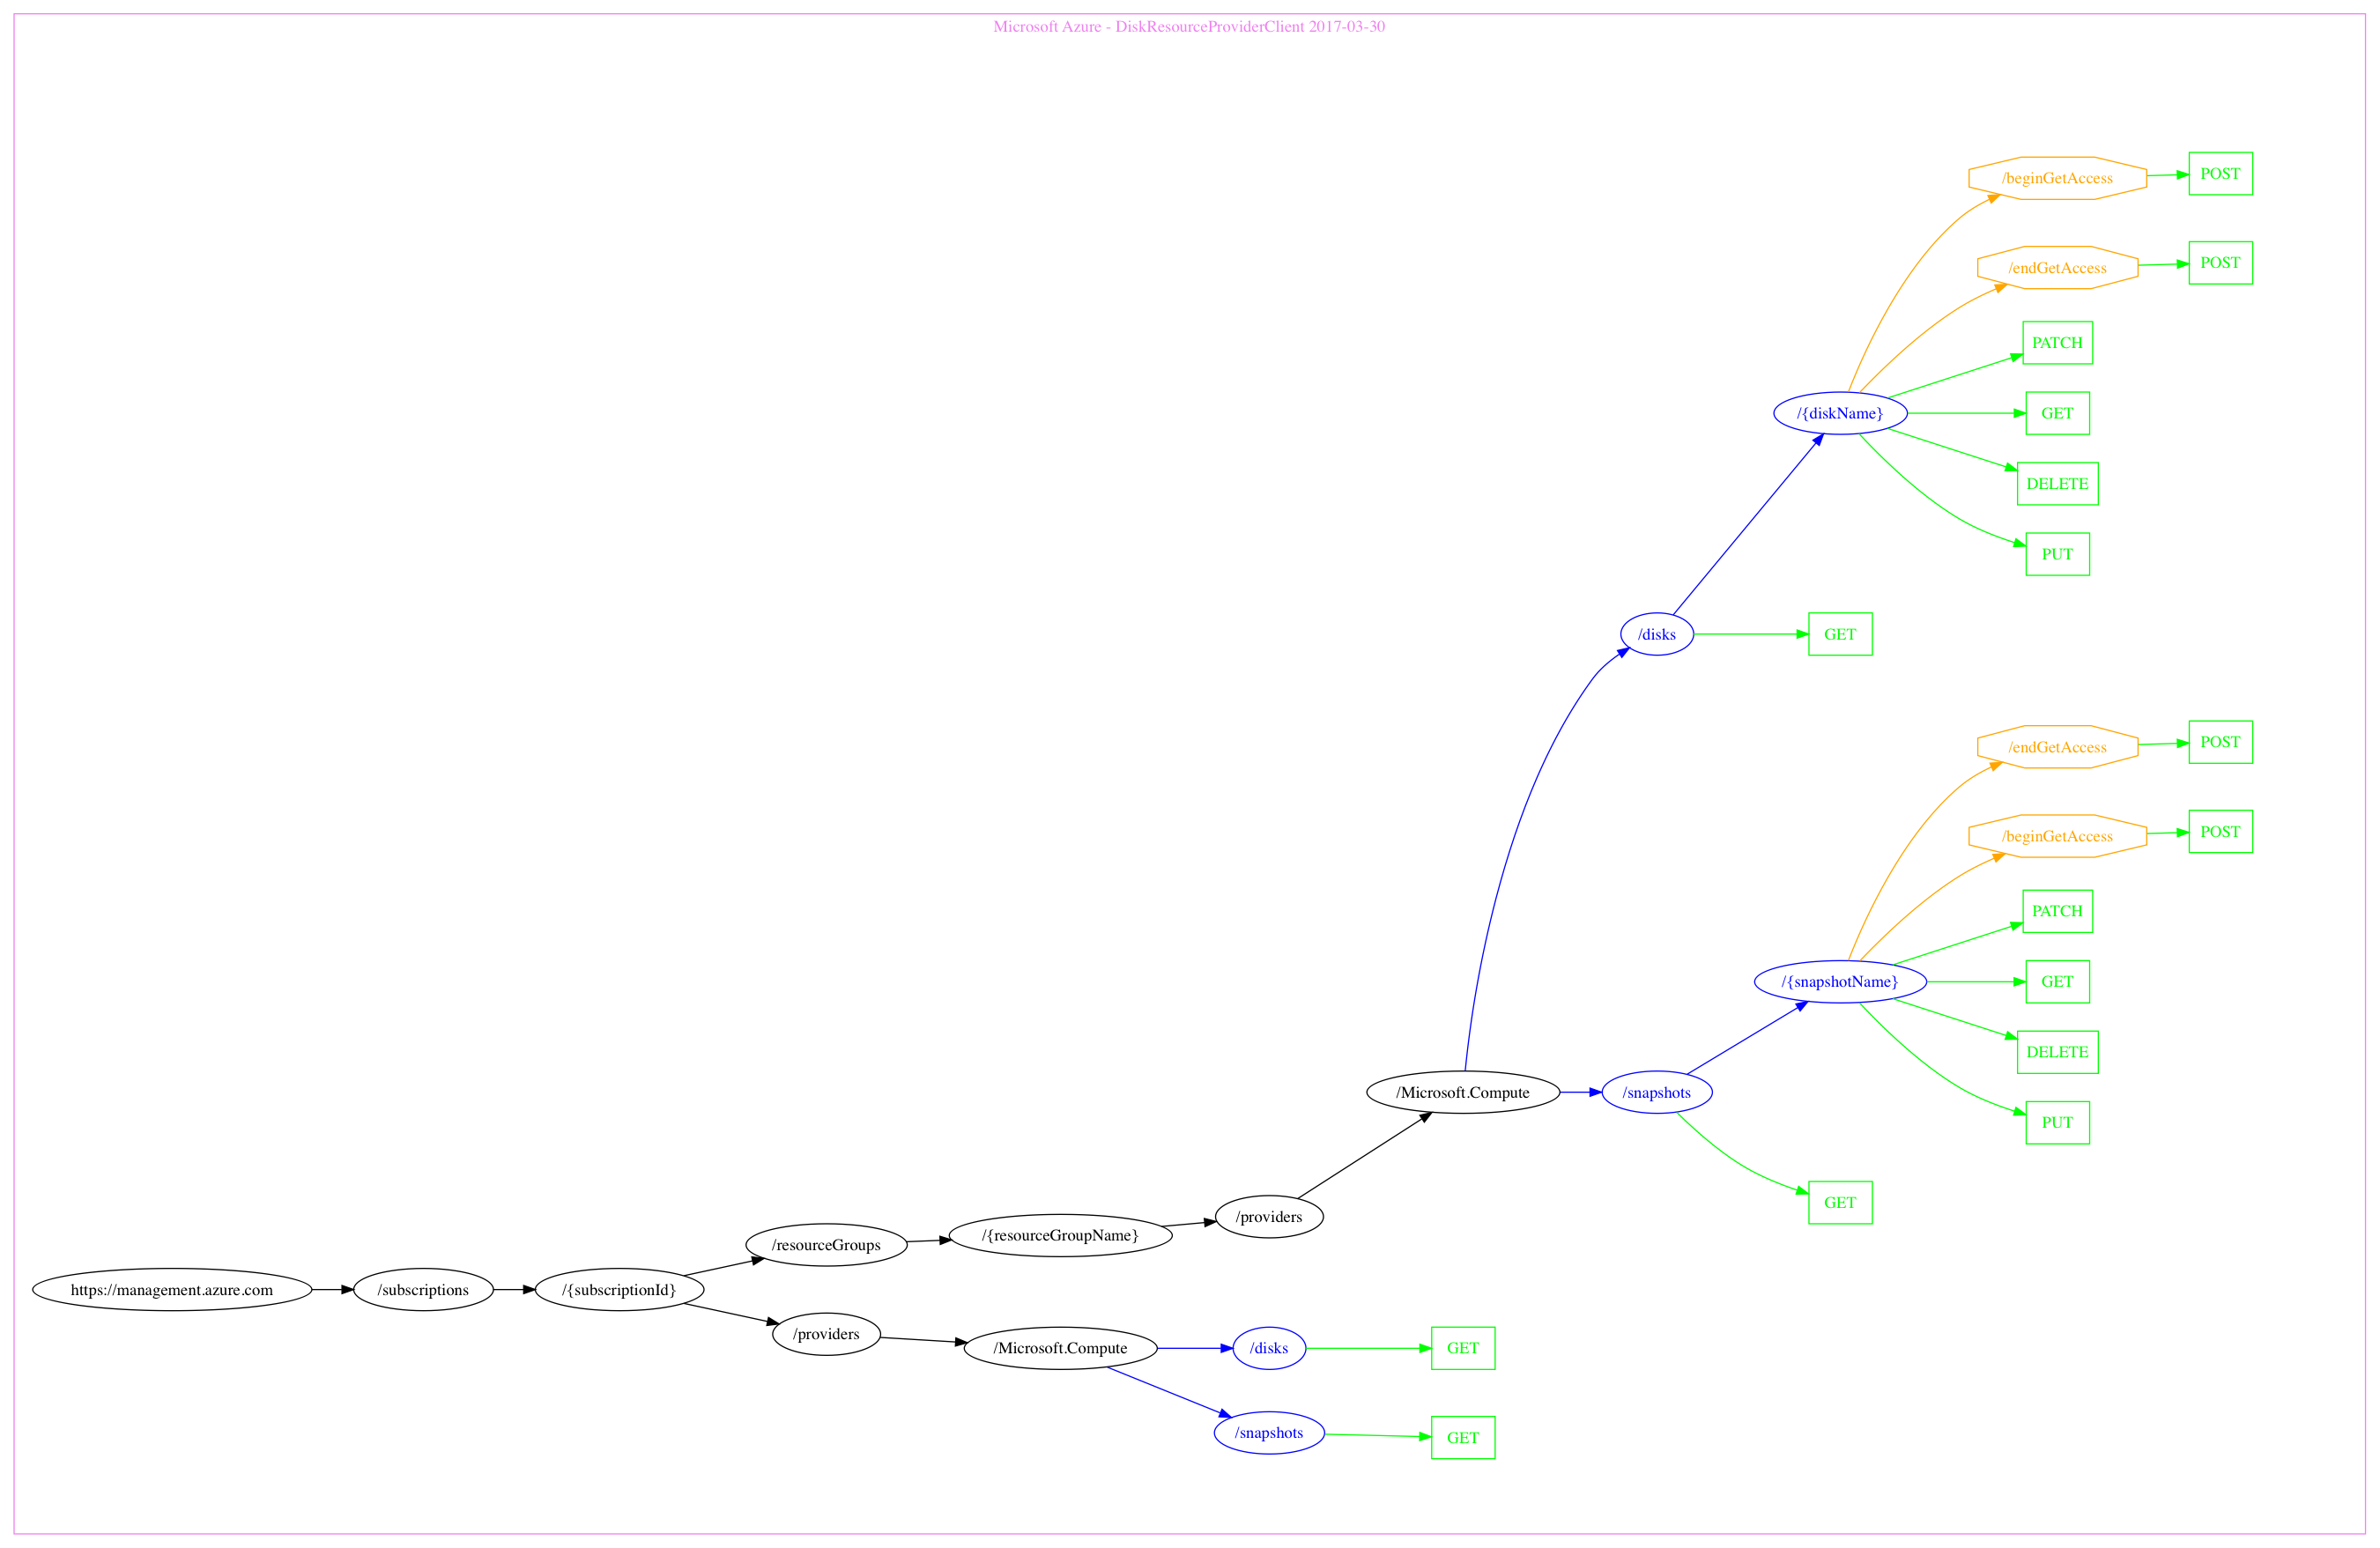 Microsoft Azure - DiskResourceProviderClient 2017-03-30
/beginGetAccess
POST
/endGetAccess
POST
PATCH
/{diskName}
GET
DELETE
PUT
/disks
GET
/endGetAccess
POST
/beginGetAccess
POST
PATCH
/{snapshotName}
GET
DELETE
/Microsoft.Compute
/snapshots
PUT
GET
/providers
/{resourceGroupName}
/resourceGroups
https://management.azure.com
/subscriptions
/{subscriptionId}
/providers
/Microsoft.Compute
/disks
GET
/snapshots
GET